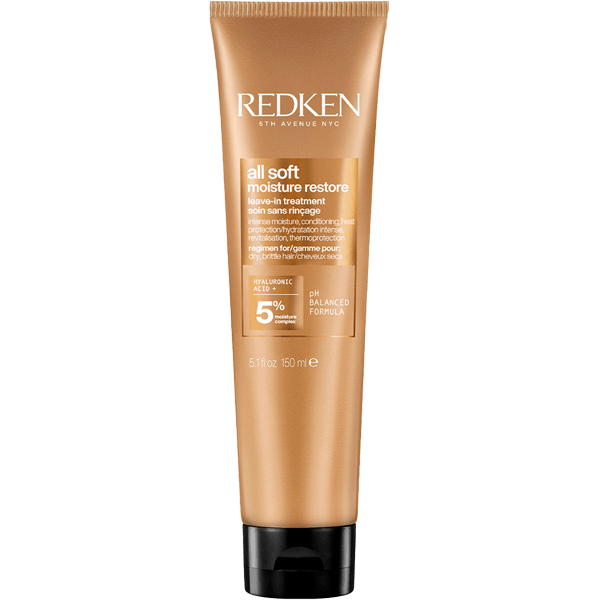 REDKEN
5TH AVENUE NYC
all soft
moisture restore
leave-in treatment
soin sans rinçage
intense moisture, conditioning, heat
protection/hydratation intense,
revitalisation, thermoprotection
regimen for/gamme pour:
dry, brittle hair/cheveux secs
HYALURONIC
ACID +
5%
moisture
complex
pH
BALANCED
FORMULA
5.1 fl oz 150 ml e